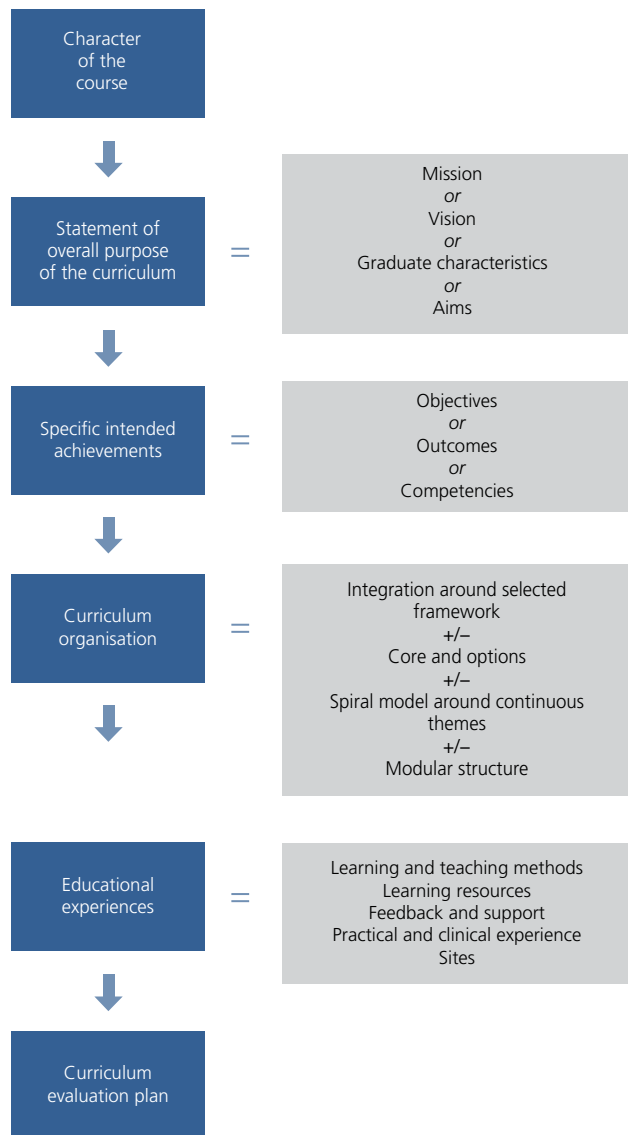 Character
of the
course
Statement of
overall purpose
of the curriculum
=
Mission
or
Vision
or
Graduate characteristics
or
Aims
Specific intended
achievements
=
Objectives
or
Outcomes
or
Competencies
Curriculum
organisation
=
Integration around selected
framework
+/–
Core and options
+/–
Spiral model around continuous
themes
+/–
Modular structure
Educational
experiences
=
Learning and teaching methods
Learning resources
Feedback and support
Practical and clinical experience
Sites
Curriculum
evaluation plan